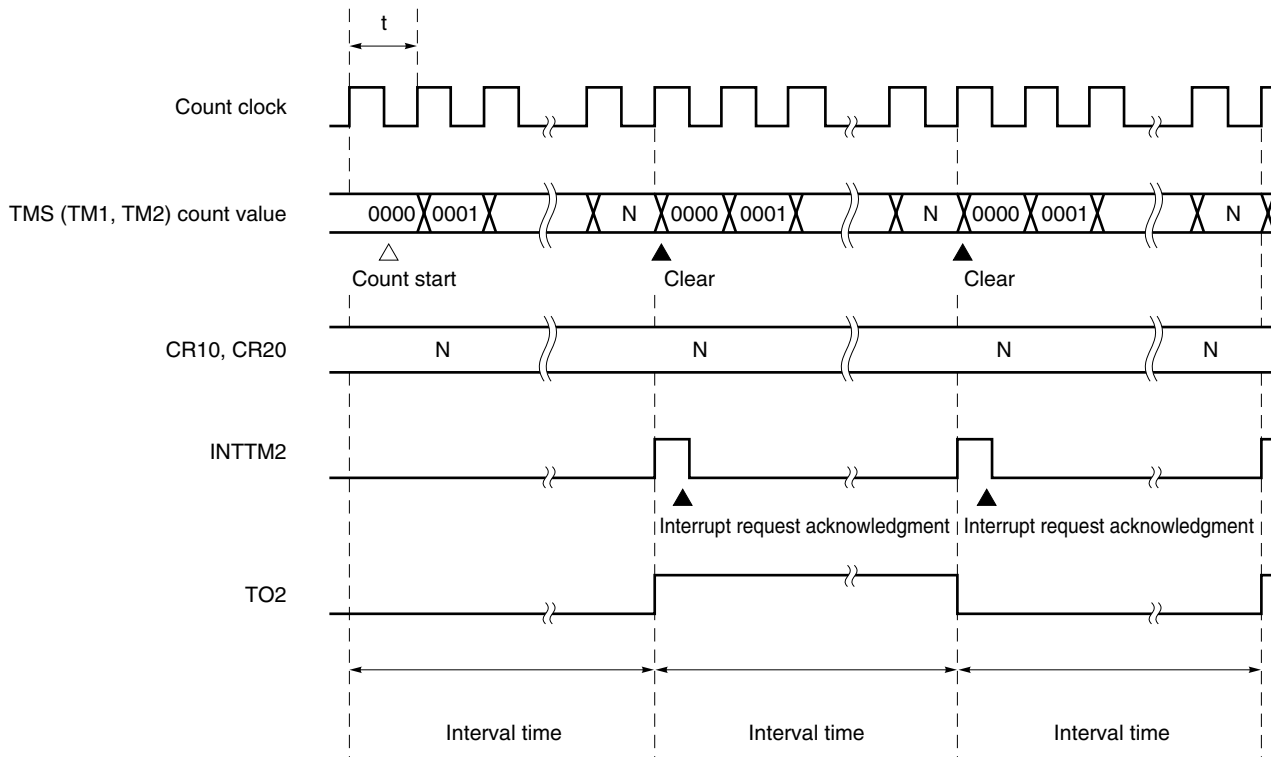 t
Count clock
TMS (TM1, TM2) count value
0000 0001 N 0000 0001 N 0000 0001 N
Count start Clear Clear
CR10, CR20 N N N N
INTTM2
Interrupt request acknowledgment Interrupt request acknowledgment
TO2
Interval time Interval time Interval time